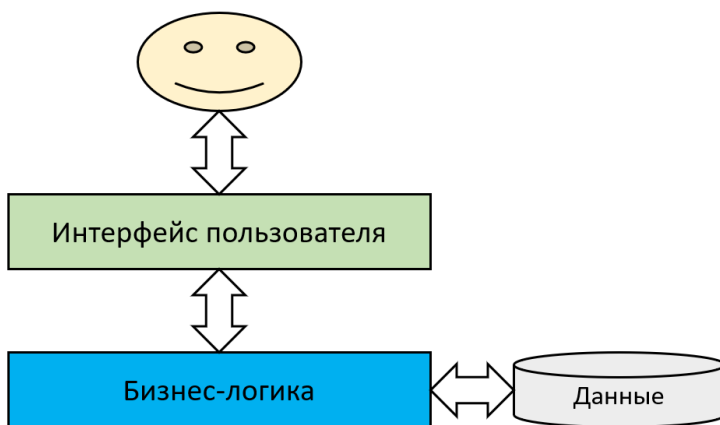 Интерфейс пользователя
Бизнес-логика
Данные